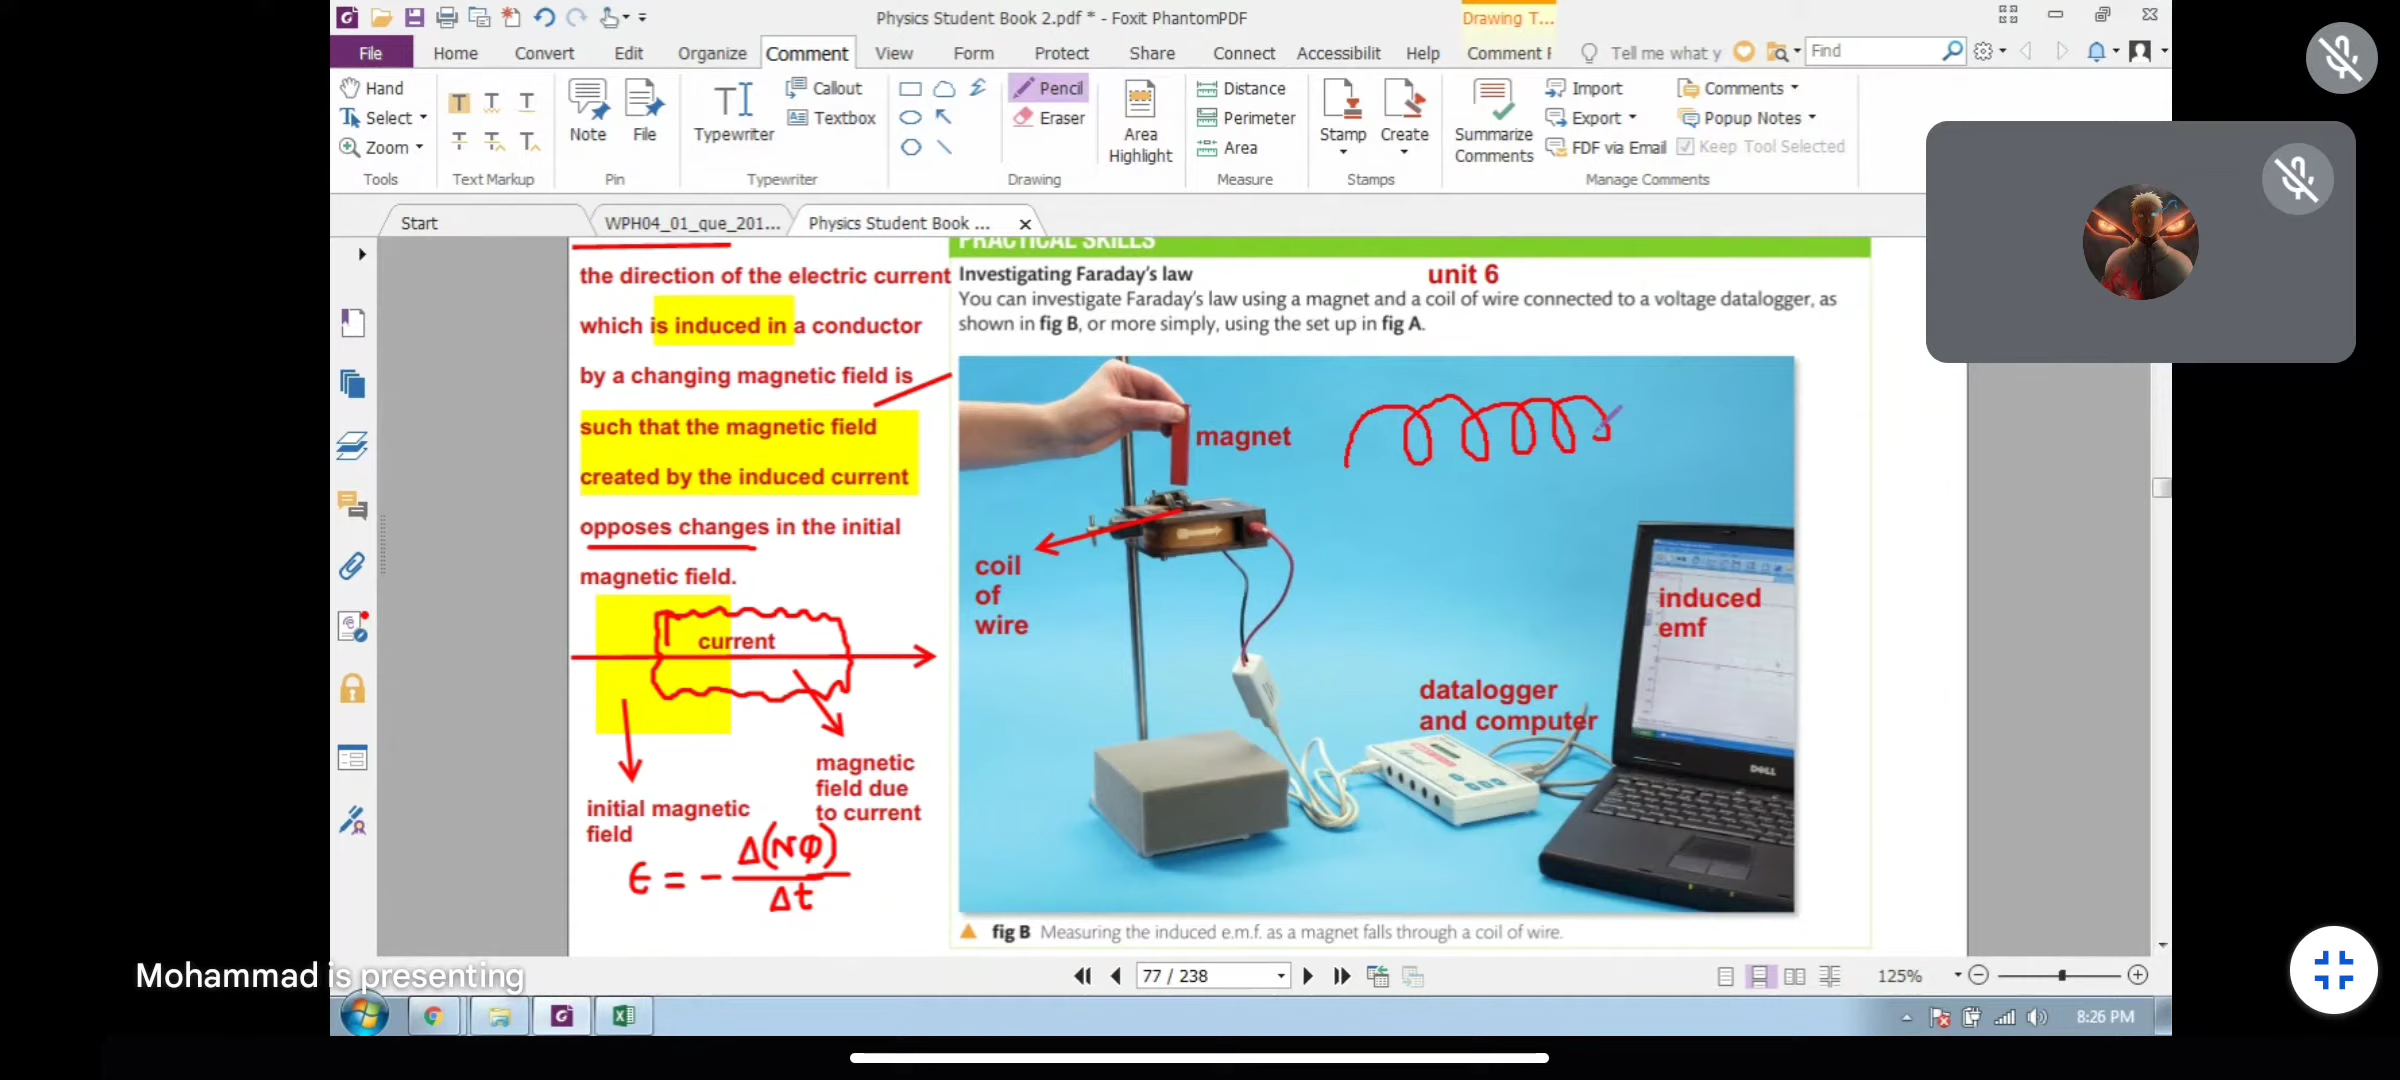 Physics Student Book 2.pdf * - Foxit PhantomPDF
Drawing T...
File Home Convert Edit Organize Comment View Form Protect Share Connect Accessibilit Help Tell me what y Find
Hand
Select
Zoom
Tools
Text Markup
Note File
Pin
Typewriter
Callout
Textbox
Typewriter
Pencil
Eraser
Drawing
Area
Highlight
Distance
Perimeter
Area
Measure
Stamp Create
Stamps
Summarize
Comments
Import
Export
FDF via Email
Comments
Popup Notes
Keep Tool Selected
Manage Comments
Start WPH04_01_que_201... Physics Student Book ...
PRACTICAL SKILLS
the direction of the electric current
which is induced in a conductor
by a changing magnetic field is
such that the magnetic field
created by the induced current
opposes changes in the initial
magnetic field.
current
initial magnetic
field
magnetic
field due
to current
ε = - Δ(NΦ)
Δt
Investigating Faraday's law
unit 6
You can investigate Faraday's law using a magnet and a coil of wire connected to a voltage datalogger, as
shown in fig B, or more simply, using the set up in fig A.
magnet
coil
of
wire
induced
emf
datalogger
and computer
DELL
fig B Measuring the induced e.m.f. as a magnet falls through a coil of wire.
Mohammad is presenting
77 / 238
125%
8:26 PM